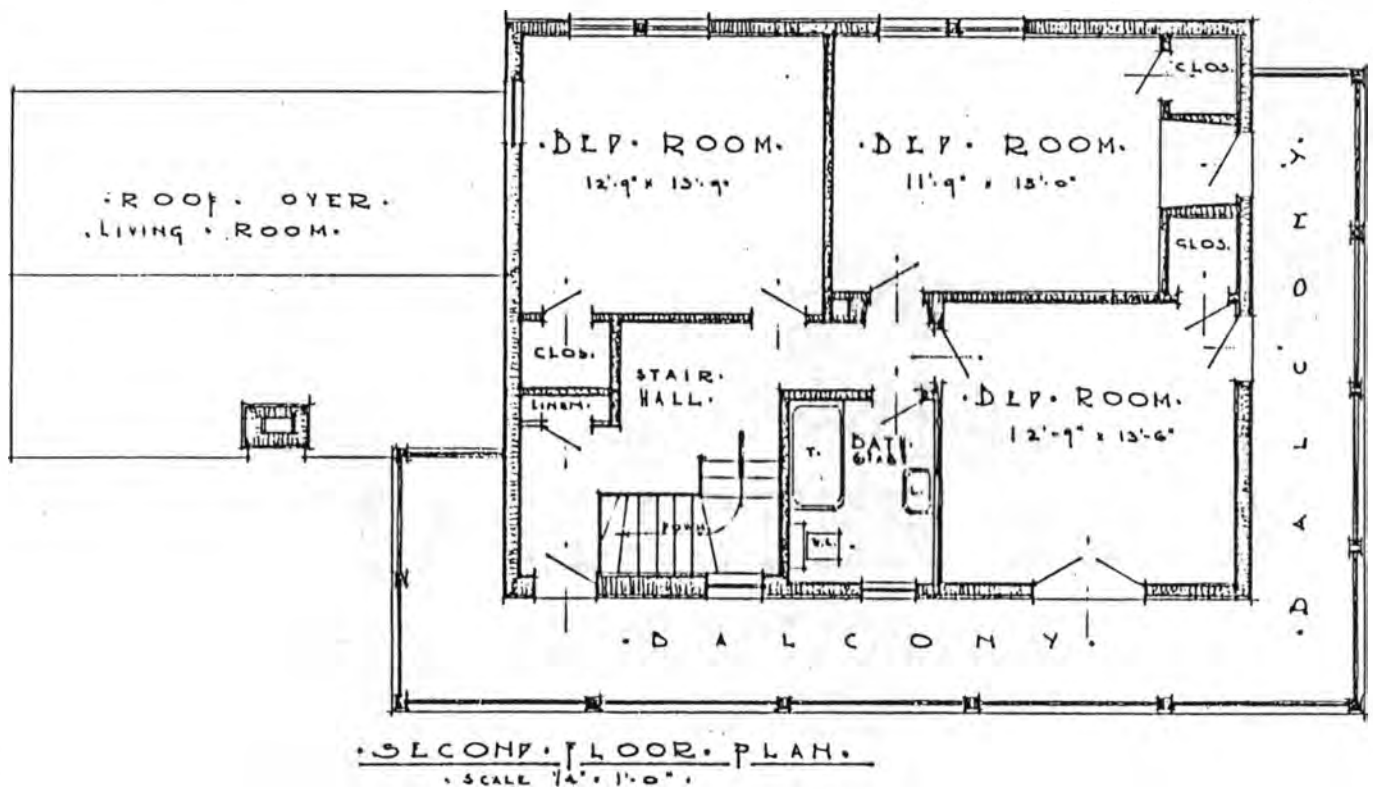 ·BED· ROOM·
12'-9" x 13'-9"
·BED· ROOM·
11'-9" x 13'-0"
CLOS.
·ROOF· OVER·
·LIVING· ROOM·
CLOS.
CLOS.
STAIR
HALL·
LINEN.
·BED· ROOM·
12'-9" x 13'-6"
BATH·
T.
L.
DOWN
W.C.
·BALCONY·
·BALCONY·
·SECOND·FLOOR·PLAN·
·SCALE 1/4" = 1'-0"·